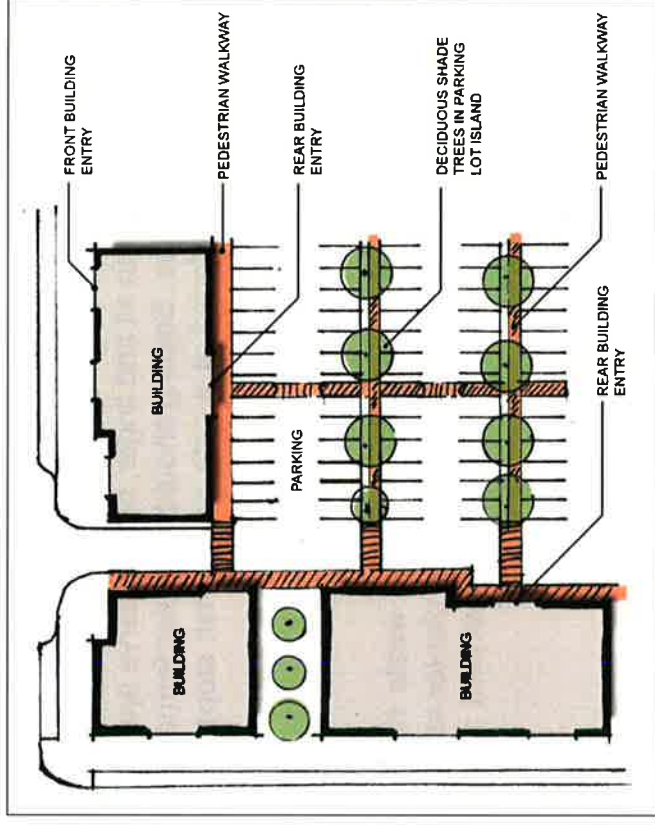 FRONT BUILDING
ENTRY
PEDESTRIAN WALKWAY
REAR BUILDING
ENTRY
DECIDUOUS SHADE
TREES IN PARKING
LOT ISLAND
PEDESTRIAN WALKWAY
REAR BUILDING
ENTRY
BUILDING
PARKING
BUILDING
BUILDING